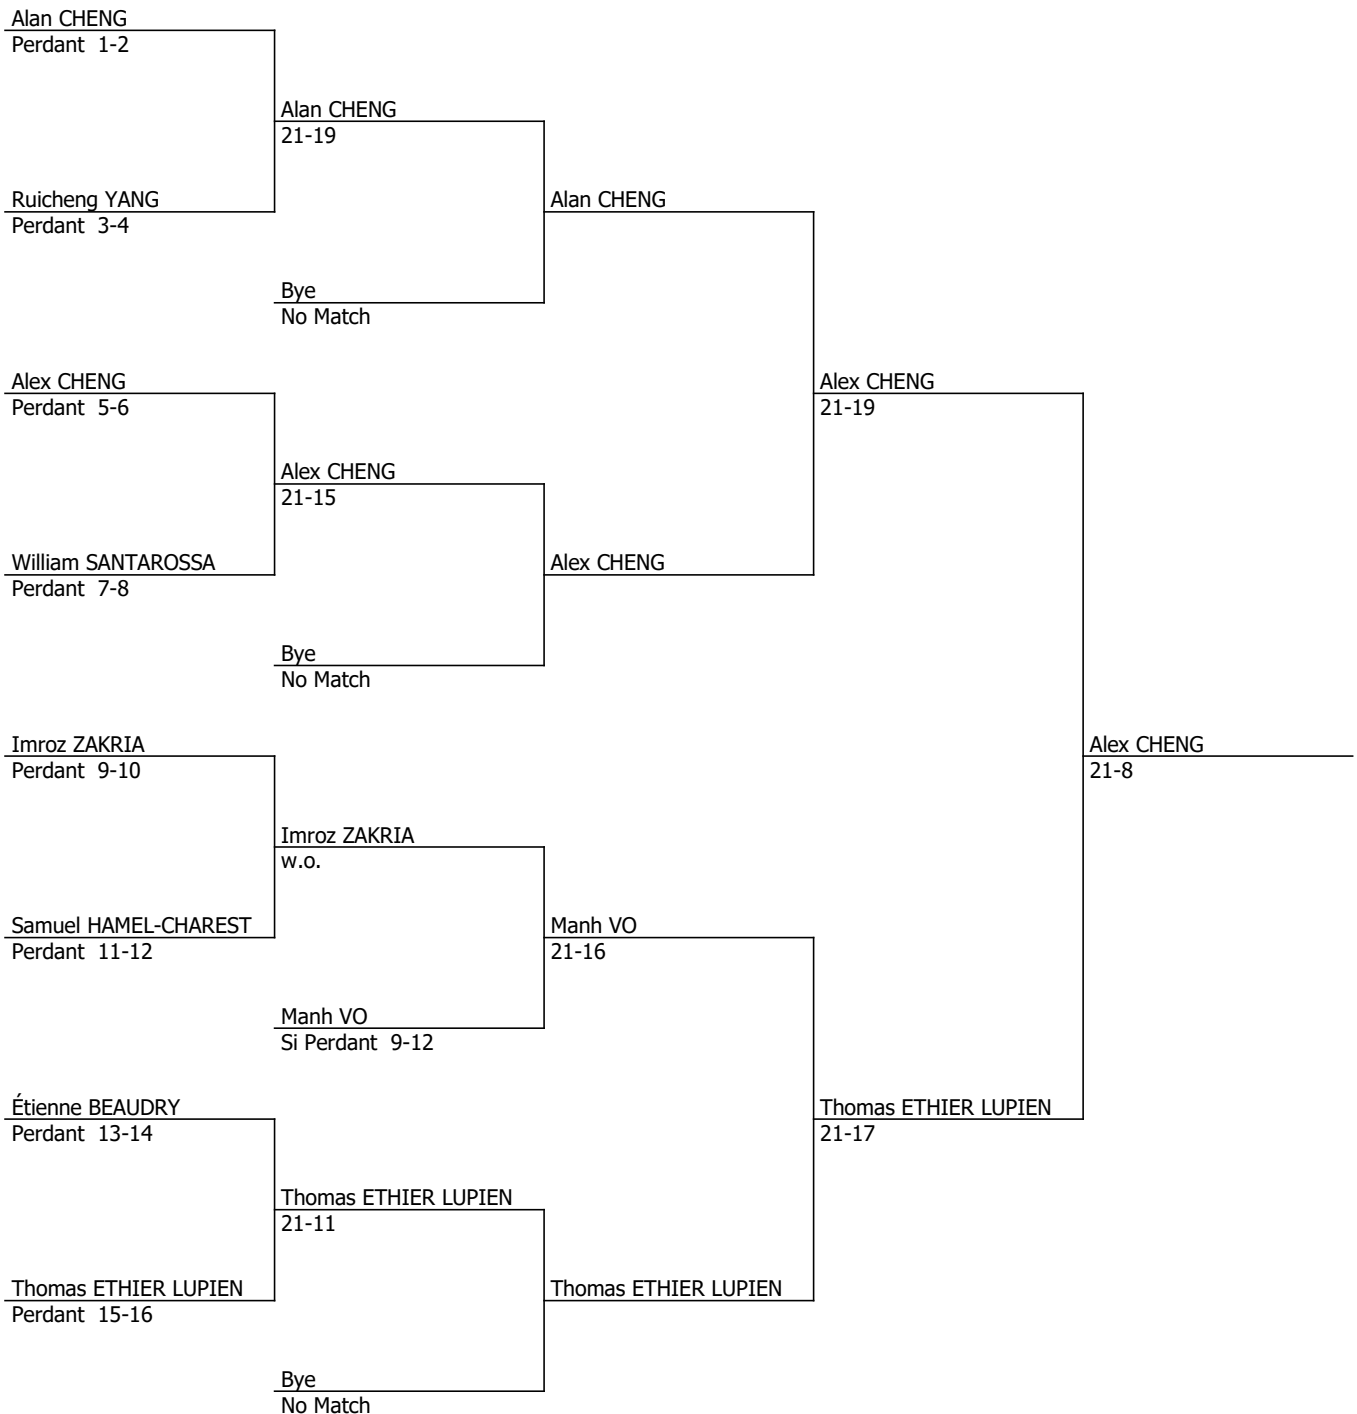 Alan CHENG
Perdant 1-2
Alan CHENG
21-19
Ruicheng YANG
Perdant 3-4
Alan CHENG
Bye
No Match
Alex CHENG
Perdant 5-6
Alex CHENG
21-19
Alex CHENG
21-15
William SANTAROSSA
Perdant 7-8
Alex CHENG
Bye
No Match
Imroz ZAKRIA
Perdant 9-10
Alex CHENG
21-8
Imroz ZAKRIA
w.o.
Samuel HAMEL-CHAREST
Perdant 11-12
Manh VO
21-16
Manh VO
Si Perdant 9-12
Étienne BEAUDRY
Perdant 13-14
Thomas ETHIER LUPIEN
21-17
Thomas ETHIER LUPIEN
21-11
Thomas ETHIER LUPIEN
Perdant 15-16
Thomas ETHIER LUPIEN
Bye
No Match